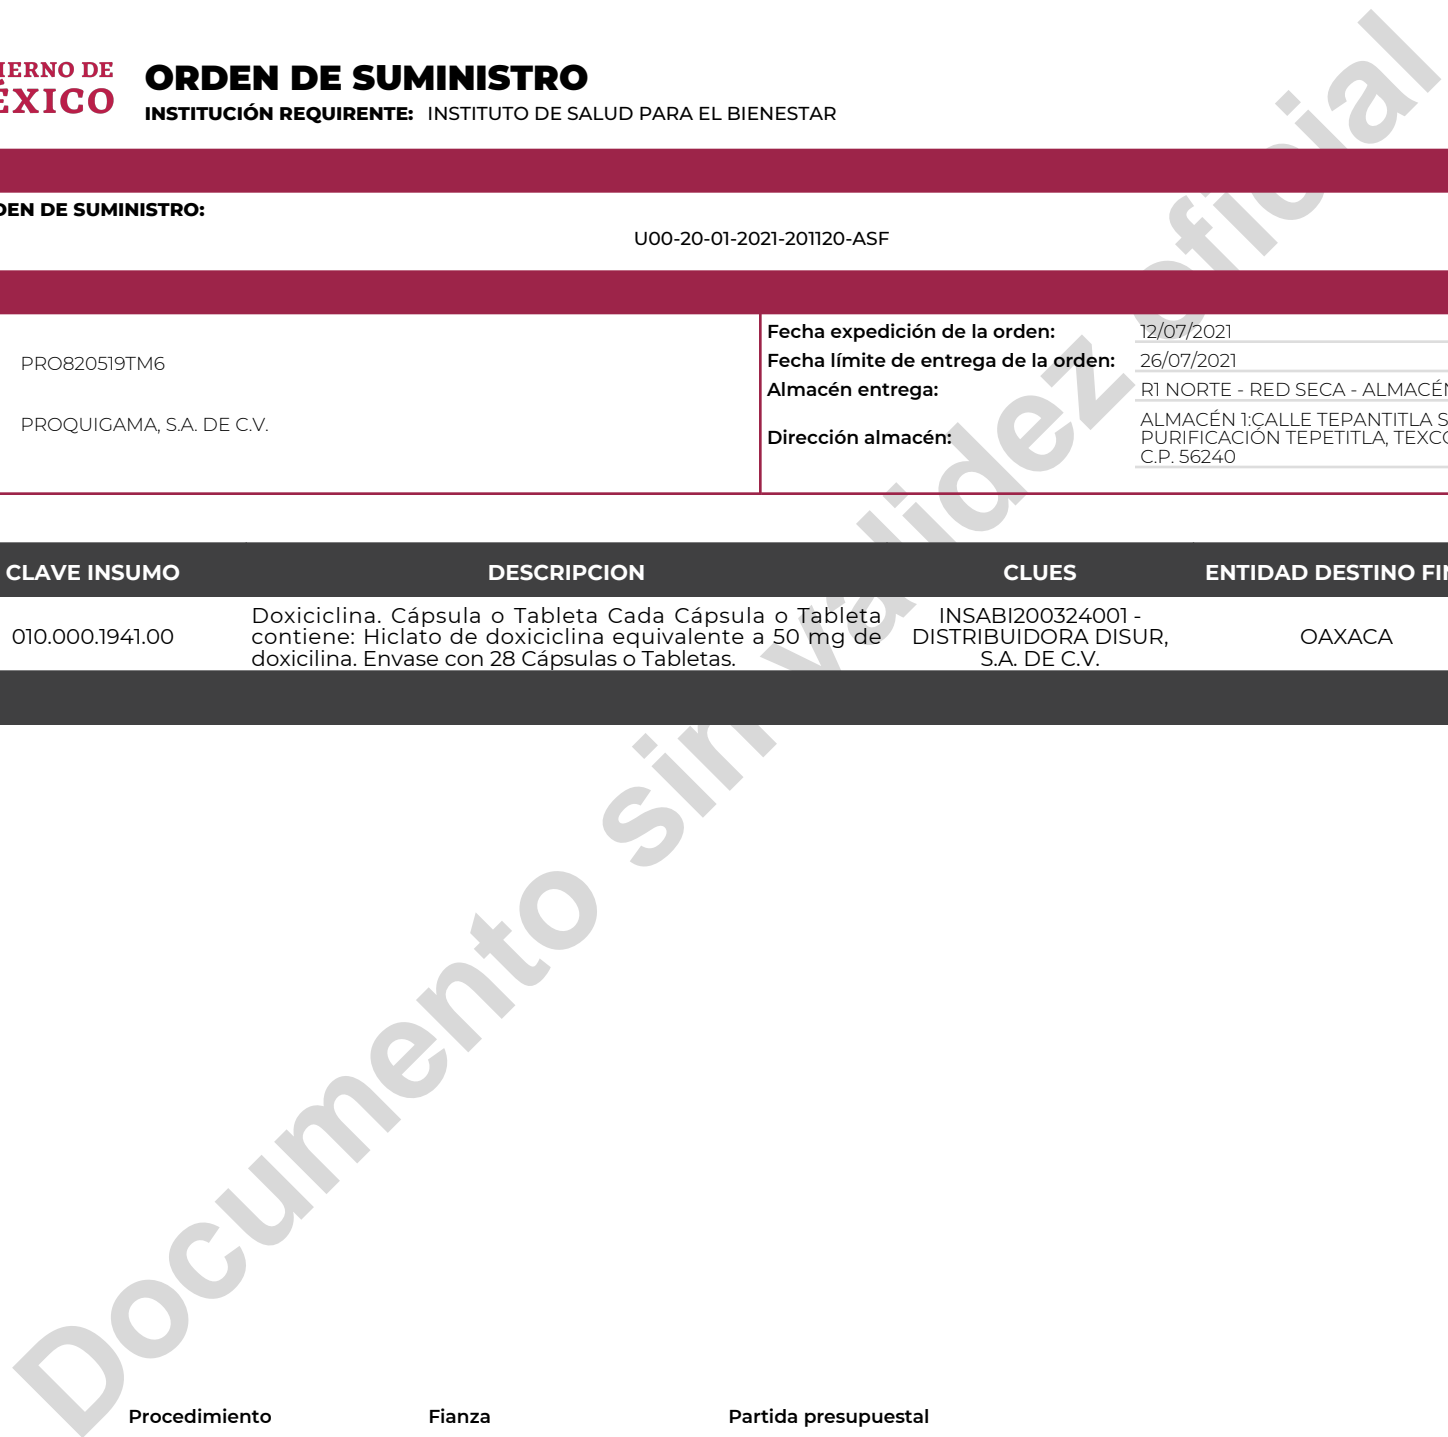 IERNO DE
ÉXICO
ORDEN DE SUMINISTRO
INSTITUCIÓN REQUIRENTE: INSTITUTO DE SALUD PARA EL BIENESTAR
DEN DE SUMINISTRO:
U00-20-01-2021-201120-ASF
PRO820519TM6
PROQUIGAMA, S.A. DE C.V.
Fecha expedición de la orden: 12/07/2021
Fecha límite de entrega de la orden: 26/07/2021
Almacén entrega: R1 NORTE - RED SECA - ALMACÉN
Dirección almacén: ALMACÉN 1:CALLE TEPANTITLA S
PURIFICACIÓN TEPETITLA, TEXCO
C.P. 56240
CLAVE INSUMO DESCRIPCION CLUES ENTIDAD DESTINO FIN
010.000.1941.00
Doxiciclina. Cápsula o Tableta Cada Cápsula o Tableta
contiene: Hiclato de doxiciclina equivalente a 50 mg de
doxicilina. Envase con 28 Cápsulas o Tabletas.
INSABI200324001 -
DISTRIBUIDORA DISUR,
S.A. DE C.V.
OAXACA
Documento sin validez oficial
Procedimiento Fianza Partida presupuestal